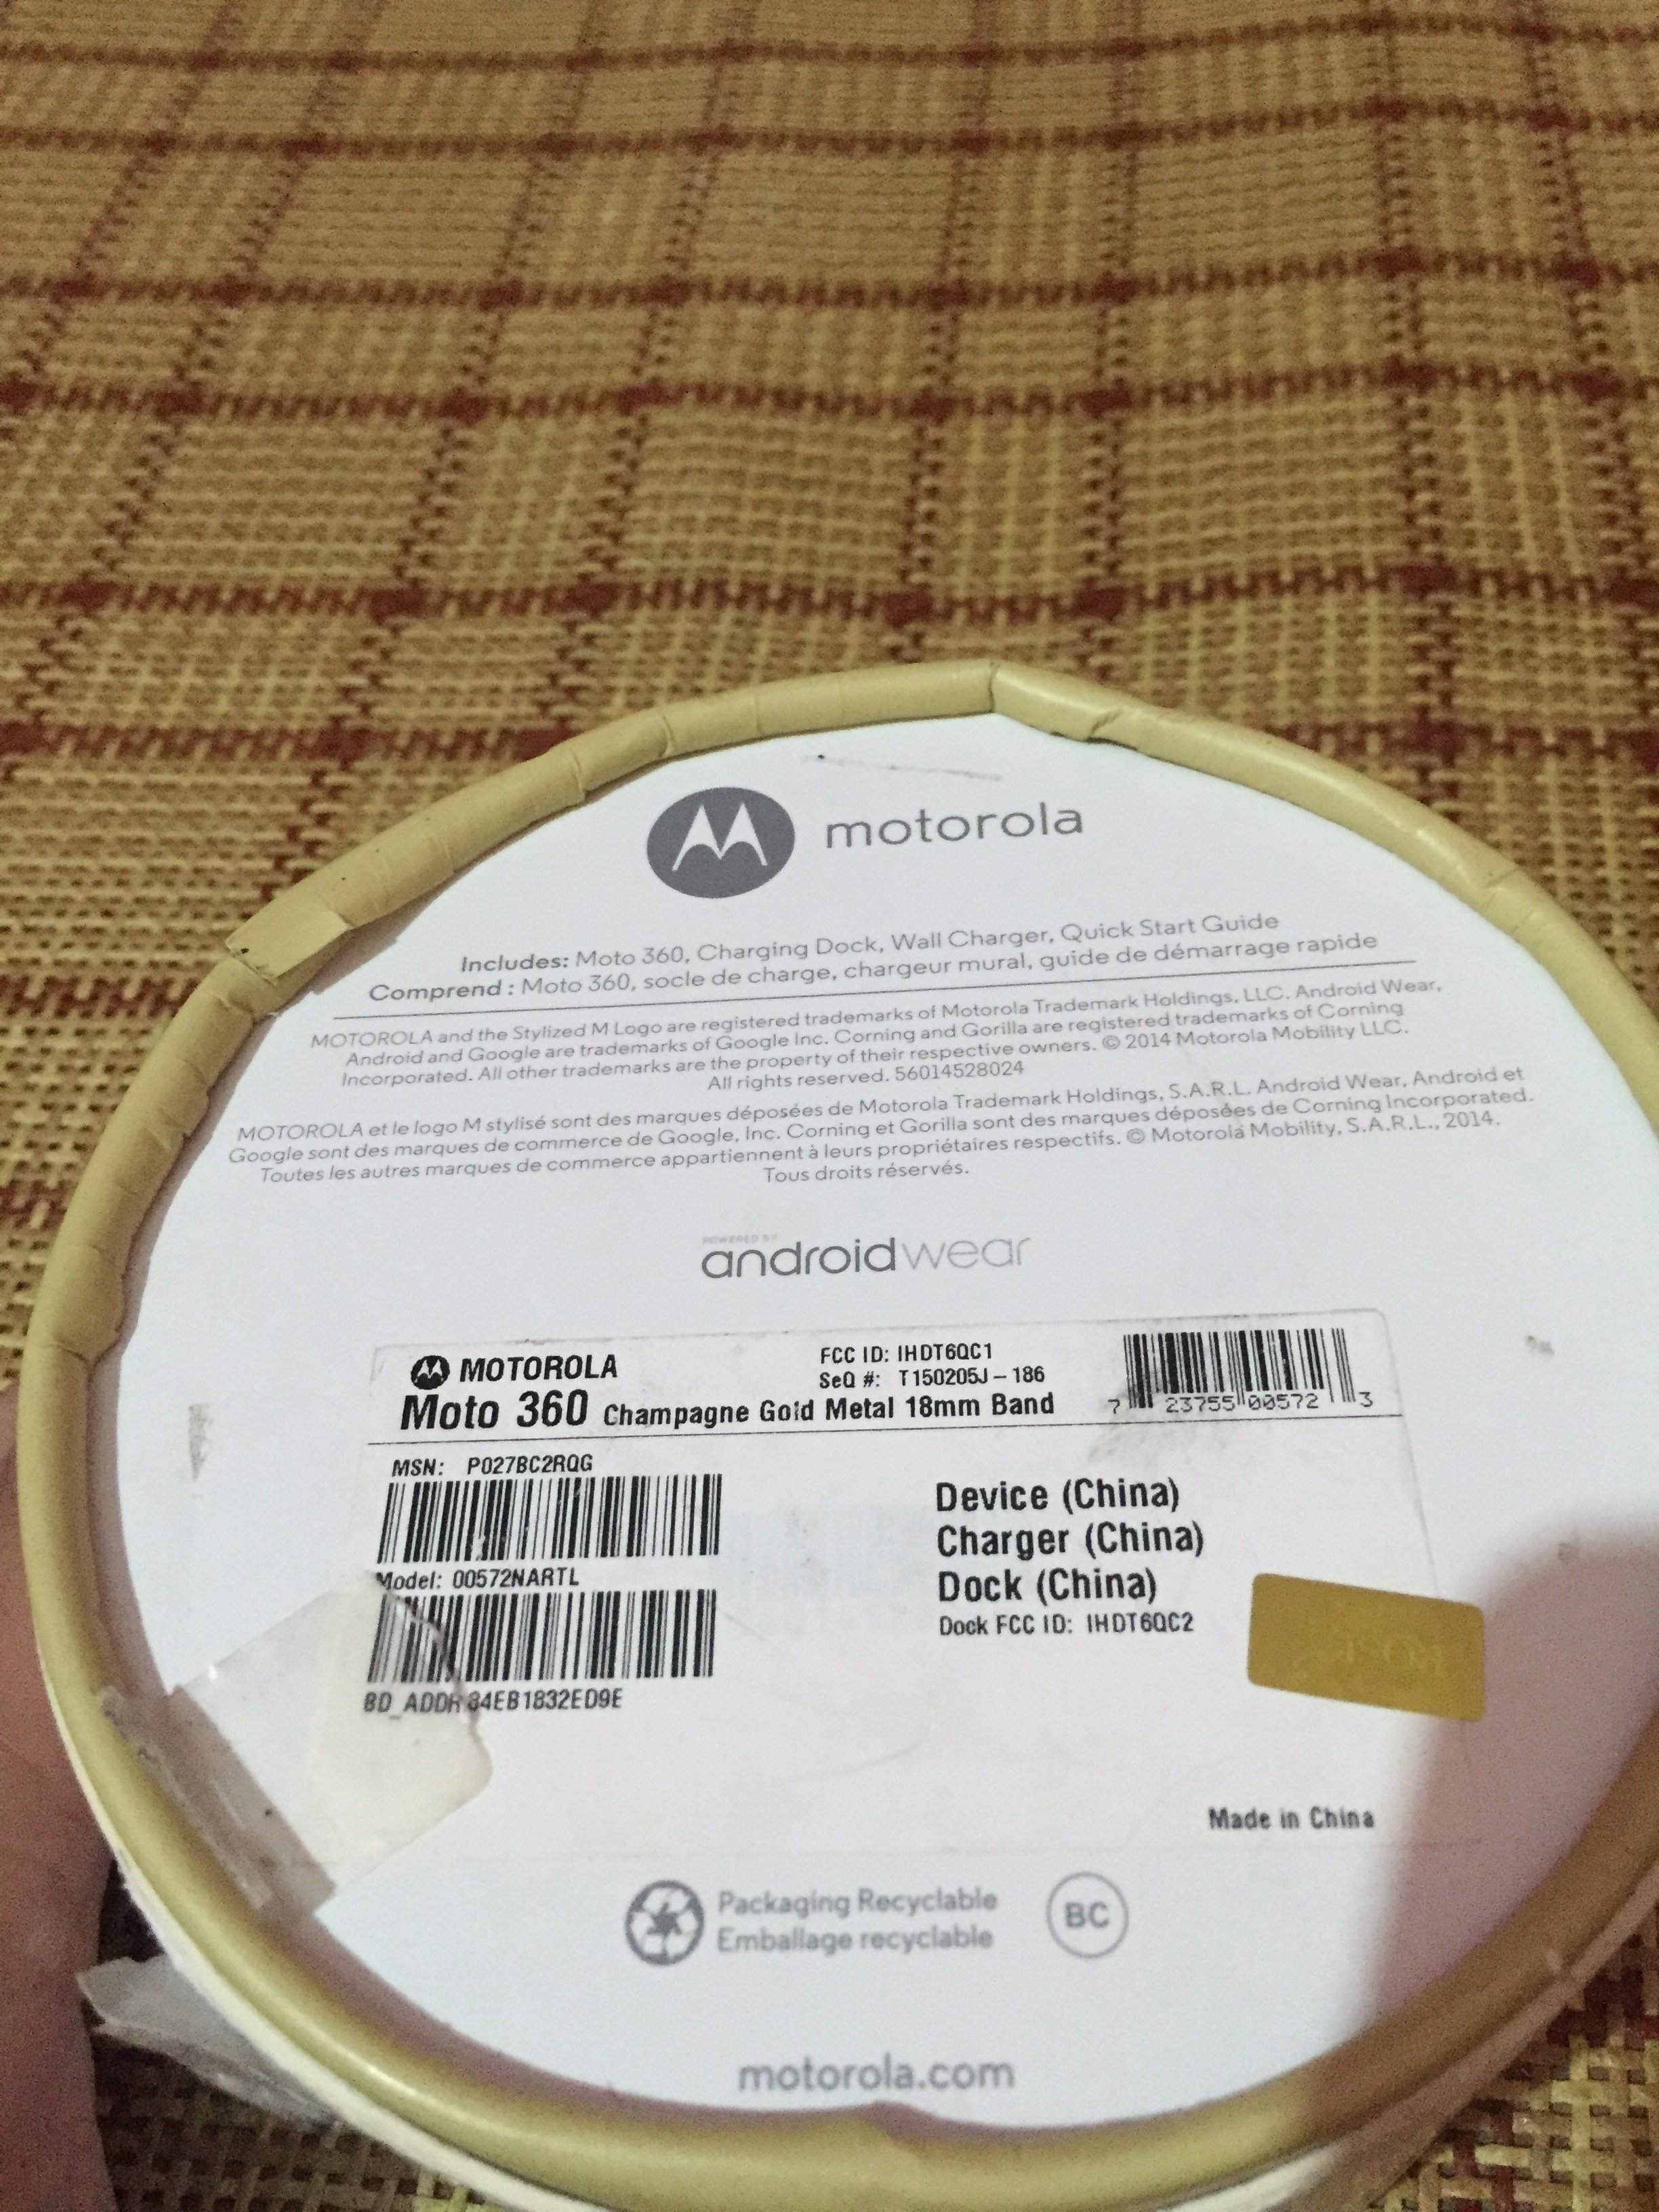 motorola
Includes: Moto 360, Charging Dock, Wall Charger, Quick Start Guide
Comprend : Moto 360, socle de charge, chargeur mural, guide de démarrage rapide
MOTOROLA and the Stylized M Logo are registered trademarks of Motorola Trademark Holdings, LLC. Android Wear,
Android and Google are trademarks of Google Inc. Corning and Gorilla are registered trademarks of Corning
Incorporated. All other trademarks are the property of their respective owners. © 2014 Motorola Mobility LLC.
All rights reserved. 56014528024
MOTOROLA et le logo M stylisé sont des marques déposées de Motorola Trademark Holdings, S.A.R.L. Android Wear, Android et
Google sont des marques de commerce de Google, Inc. Corning et Gorilla sont des marques déposées de Corning Incorporated.
Toutes les autres marques de commerce appartiennent à leurs propriétaires respectifs. © Motorola Mobility, S.A.R.L., 2014.
Tous droits réservés.
POWERED BY
androidwear
MOTOROLA
FCC ID: IHDT6QC1
SeQ #: T150205J-186
Moto 360 Champagne Gold Metal 18mm Band
7 23755 00572 3
MSN: P027BC2RQG
Model: 00572NARTL
BD_ADDR 84EB1832ED9E
Device (China)
Charger (China)
Dock (China)
Dock FCC ID: IHDT6QC2
Made in China
Packaging Recyclable
Emballage recyclable
BC
motorola.com